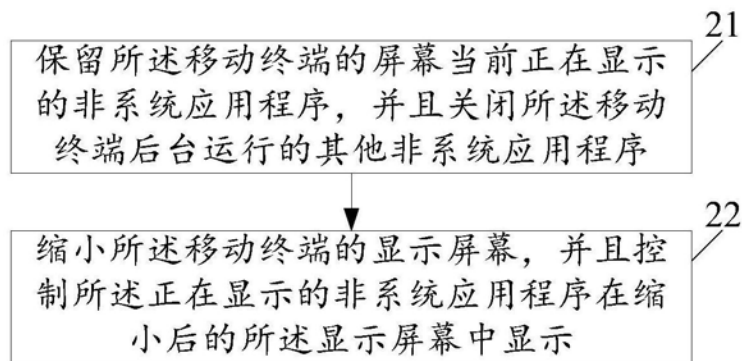 21
保留所述移动终端的屏幕当前正在显示
的非系统应用程序，并且关闭所述移动
终端后台运行的其他非系统应用程序
22
缩小所述移动终端的显示屏幕，并且控
制所述正在显示的非系统应用程序在缩
小后的所述显示屏幕中显示